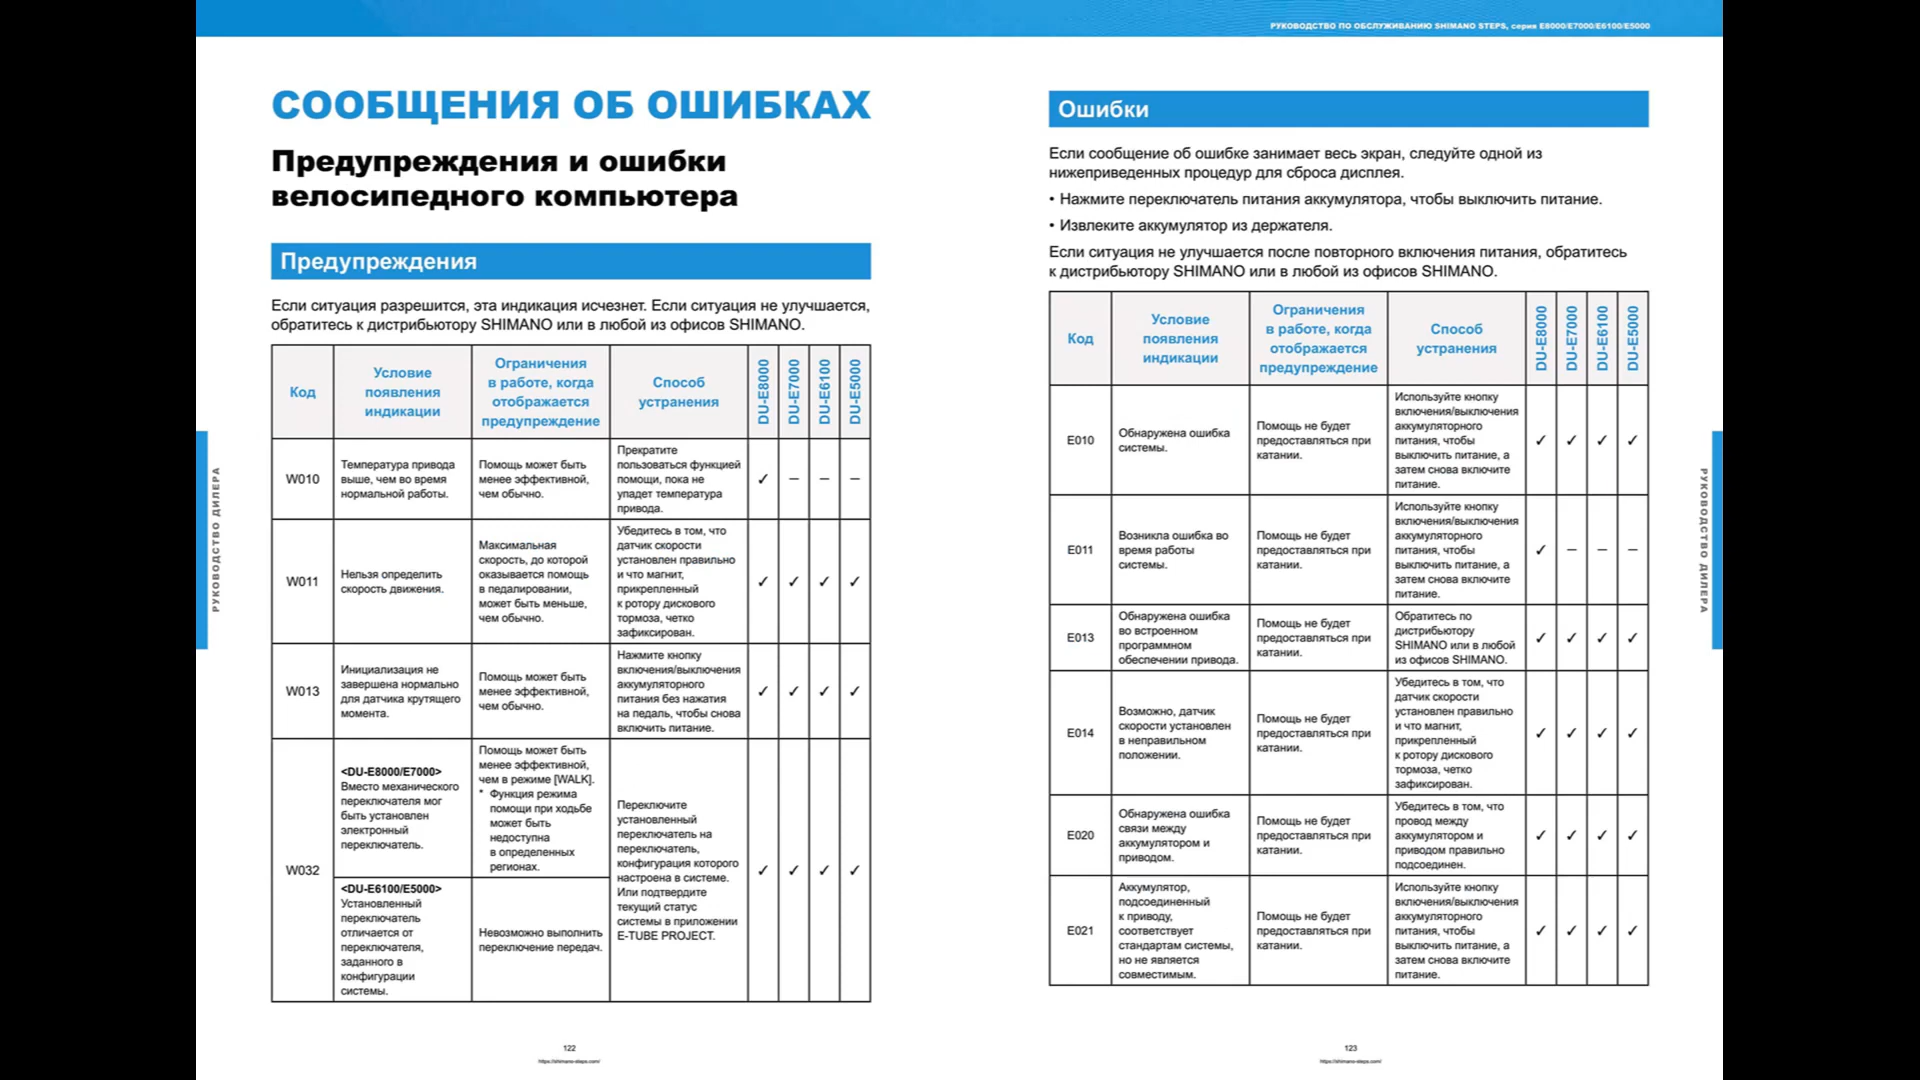 РУКОВОДСТВО ПО ОБСЛУЖИВАНИЮ SHIMANO STEPS, серия E8000/E7000/E6100/E5000
СООБЩЕНИЯ ОБ ОШИБКАХ
Предупреждения и ошибки
велосипедного компьютера
Предупреждения
Если ситуация разрешится, эта индикация исчезнет. Если ситуация не улучшается,
обратитесь к дистрибьютору SHIMANO или в любой из офисов SHIMANO.
Код
Условие
появления
индикации
Ограничения
в работе, когда
отображается
предупреждение
Способ
устранения
DU-E8000
DU-E7000
DU-E6100
DU-E5000
W010
Температура привода
выше, чем во время
нормальной работы.
Помощь может быть
менее эффективной,
чем обычно.
Прекратите
пользоваться функцией
помощи, пока не
упадет температура
привода.
✓ – – –
W011
Нельзя определить
скорость движения.
Максимальная
скорость, до которой
оказывается помощь
в педалировании,
может быть меньше,
чем обычно.
Убедитесь в том, что
датчик скорости
установлен правильно
и что магнит,
прикрепленный
к ротору дискового
тормоза, четко
зафиксирован.
✓ ✓ ✓ ✓
W013
Инициализация не
завершена нормально
для датчика крутящего
момента.
Помощь может быть
менее эффективной,
чем обычно.
Нажмите кнопку
включения/выключения
аккумуляторного
питания без нажатия
на педаль, чтобы снова
включить питание.
✓ ✓ ✓ ✓
W032
<DU-E8000/E7000>
Вместо механического
переключателя мог
быть установлен
электронный
переключатель.
Помощь может быть
менее эффективной,
чем в режиме [WALK].
* Функция режима
помощи при ходьбе
может быть
недоступна
в определенных
регионах.
<DU-E6100/E5000>
Установленный
переключатель
отличается от
переключателя,
заданного в
конфигурации
системы.
Невозможно выполнить
переключение передач.
Переключите
установленный
переключатель на
переключатель,
конфигурация которого
настроена в системе.
Или подтвердите
текущий статус
системы в приложении
E-TUBE PROJECT.
✓ ✓ ✓ ✓
РУКОВОДСТВО ДИЛЕРА
122
https://shimano-steps.com/
Ошибки
Если сообщение об ошибке занимает весь экран, следуйте одной из
нижеприведенных процедур для сброса дисплея.
• Нажмите переключатель питания аккумулятора, чтобы выключить питание.
• Извлеките аккумулятор из держателя.
Если ситуация не улучшается после повторного включения питания, обратитесь
к дистрибьютору SHIMANO или в любой из офисов SHIMANO.
Код
Условие
появления
индикации
Ограничения
в работе, когда
отображается
предупреждение
Способ
устранения
DU-E8000
DU-E7000
DU-E6100
DU-E5000
E010
Обнаружена ошибка
системы.
Помощь не будет
предоставляться при
катании.
Используйте кнопку
включения/выключения
аккумуляторного
питания, чтобы
выключить питание, а
затем снова включите
питание.
✓ ✓ ✓ ✓
E011
Возникла ошибка во
время работы
системы.
Помощь не будет
предоставляться при
катании.
Используйте кнопку
включения/выключения
аккумуляторного
питания, чтобы
выключить питание, а
затем снова включите
питание.
✓ – – –
E013
Обнаружена ошибка
во встроенном
программном
обеспечении привода.
Помощь не будет
предоставляться при
катании.
Обратитесь по
дистрибьютору
SHIMANO или в любой
из офисов SHIMANO.
✓ ✓ ✓ ✓
E014
Возможно, датчик
скорости установлен
в неправильном
положении.
Помощь не будет
предоставляться при
катании.
Убедитесь в том, что
датчик скорости
установлен правильно
и что магнит,
прикрепленный
к ротору дискового
тормоза, четко
зафиксирован.
✓ ✓ ✓ ✓
E020
Обнаружена ошибка
связи между
аккумулятором и
приводом.
Помощь не будет
предоставляться при
катании.
Убедитесь в том, что
провод между
аккумулятором и
приводом правильно
подсоединен.
✓ ✓ ✓ ✓
E021
Аккумулятор,
подсоединенный
к приводу,
соответствует
стандартам системы,
но не является
совместимым.
Помощь не будет
предоставляться при
катании.
Используйте кнопку
включения/выключения
аккумуляторного
питания, чтобы
выключить питание, а
затем снова включите
питание.
✓ ✓ ✓ ✓
РУКОВОДСТВО ДИЛЕРА
123
https://shimano-steps.com/